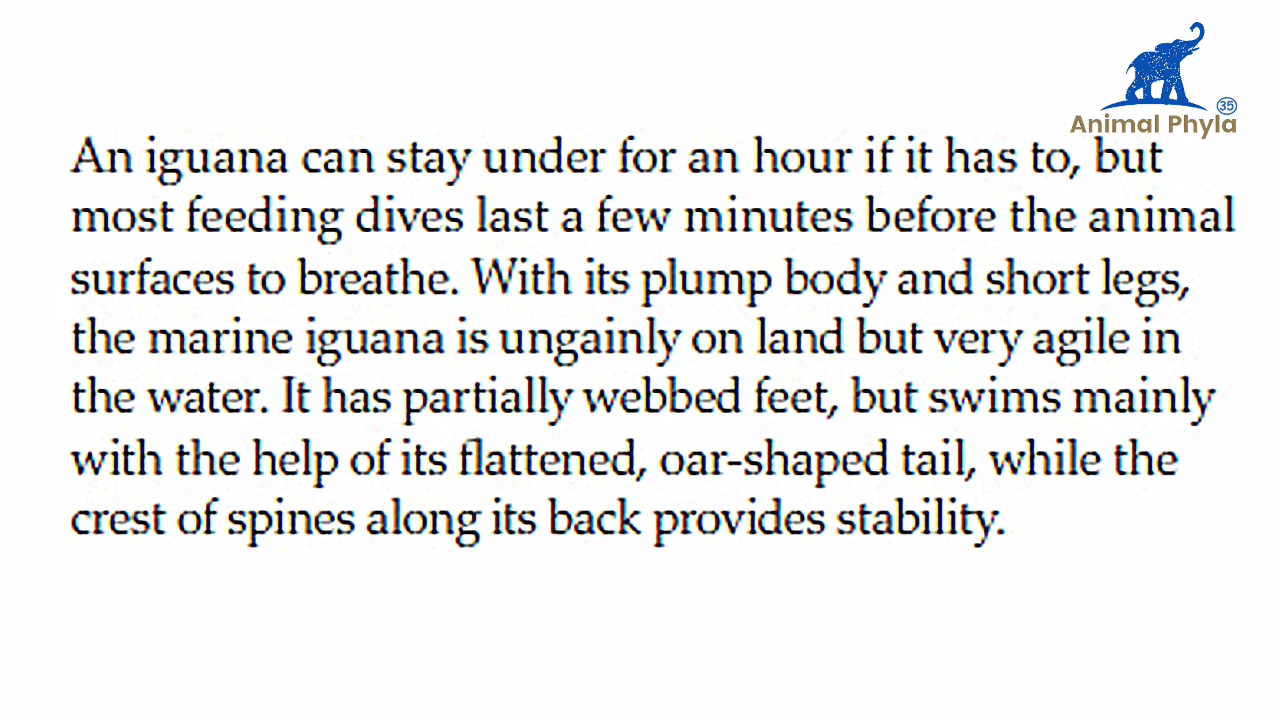 35
Animal Phyla
An iguana can stay under for an hour if it has to, but
most feeding dives last a few minutes before the animal
surfaces to breathe. With its plump body and short legs,
the marine iguana is ungainly on land but very agile in
the water. It has partially webbed feet, but swims mainly
with the help of its flattened, oar-shaped tail, while the
crest of spines along its back provides stability.